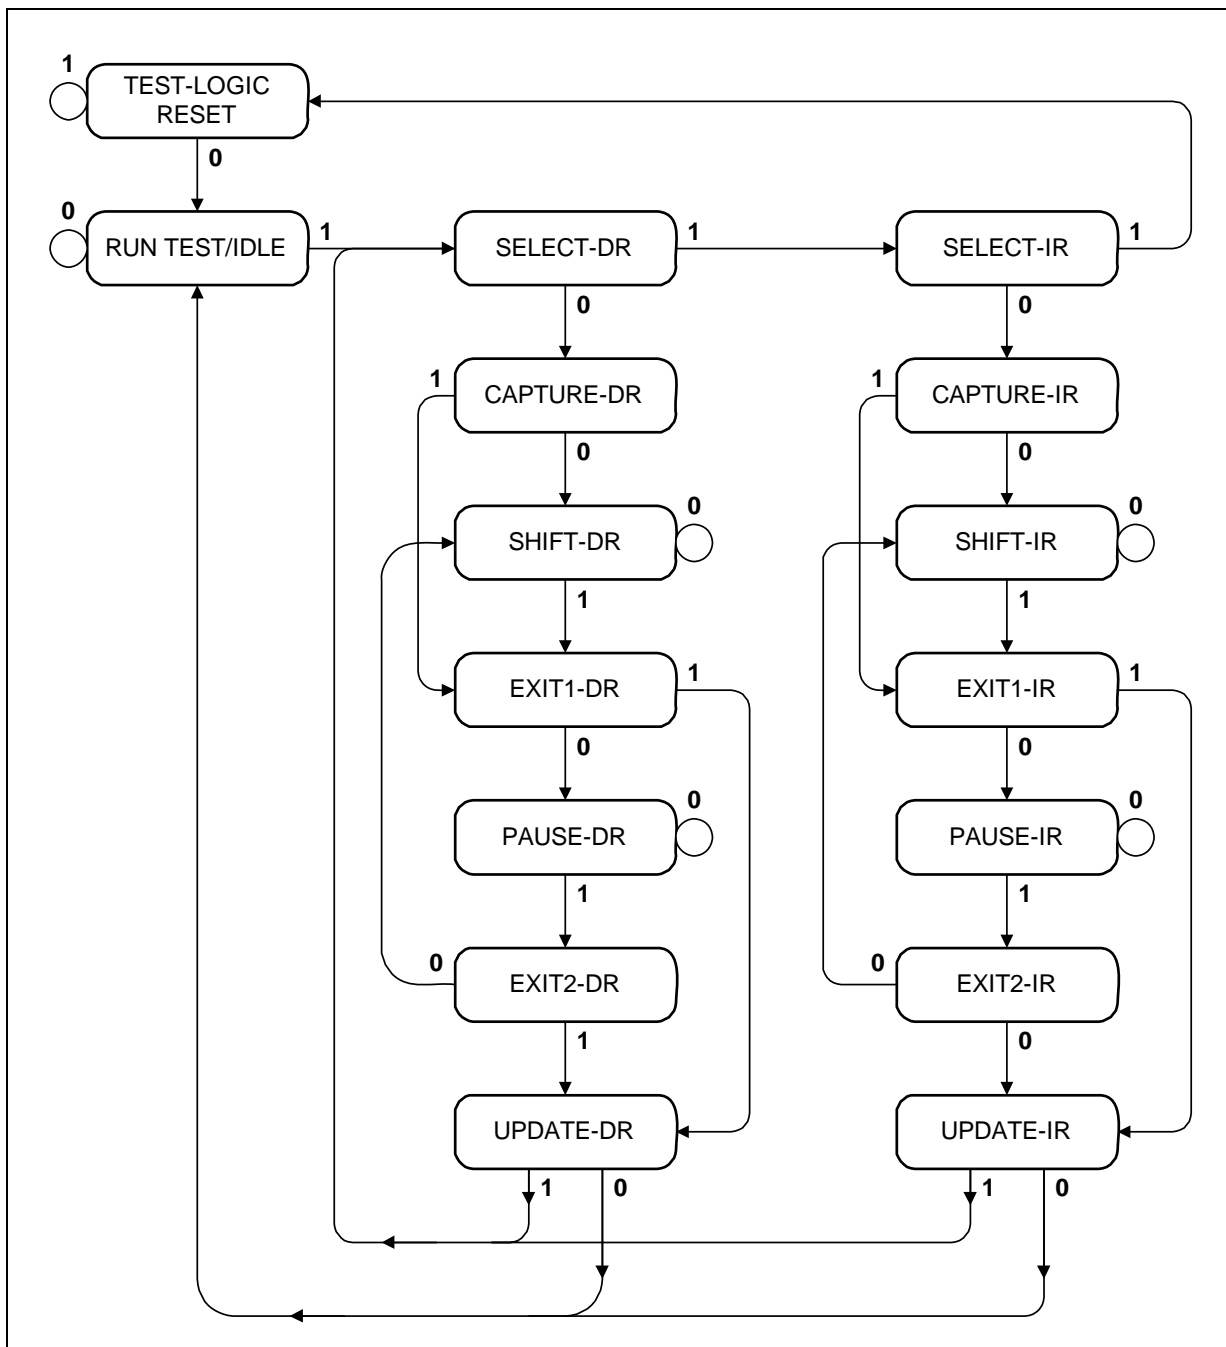 1
TEST-LOGIC
RESET
0
0
RUN TEST/IDLE
1
SELECT-DR
1
SELECT-IR
1
0
0
1
CAPTURE-DR
1
CAPTURE-IR
0
0
0
0
SHIFT-DR
SHIFT-IR
1
1
EXIT1-DR
1
EXIT1-IR
1
0
0
0
0
PAUSE-DR
PAUSE-IR
1
1
0
EXIT2-DR
0
EXIT2-IR
1
0
UPDATE-DR
UPDATE-IR
1
0
1
0